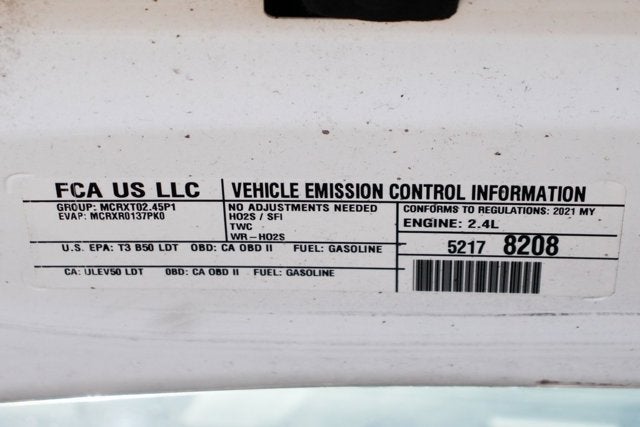 FCA US LLC
GROUP: MCRXT02.45P1
EVAP: MCRXR0137PK0
VEHICLE EMISSION CONTROL INFORMATION
NO ADJUSTMENTS NEEDED
HO2S / SFI
TWC
WR-HO2S
CONFORMS TO REGULATIONS: 2021 MY
ENGINE: 2.4L
U.S. EPA: T3 B50 LDT OBD: CA OBD II FUEL: GASOLINE
5217 8208
CA: ULEV50 LDT OBD: CA OBD II FUEL: GASOLINE